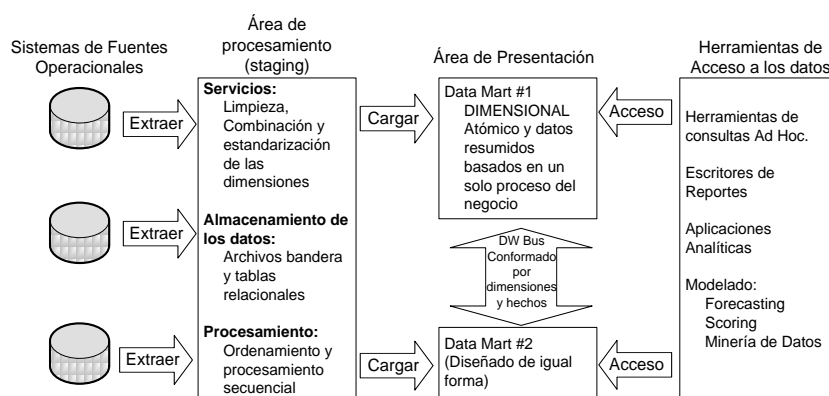 Sistemas de Fuentes
Operacionales
Extraer
Extraer
Extraer
Área de
procesamiento
(staging)
Servicios:
Limpieza,
Combinación y
estandarización
de las
dimensiones
Almacenamiento de
los datos:
Archivos bandera
y tablas
relacionales
Procesamiento:
Ordenamiento y
procesamiento
secuencial
Cargar
Cargar
Área de Presentación
Data Mart #1
DIMENSIONAL
Atómico y datos
resumidos
basados en un
solo proceso del
negocio
DW Bus
Conformado
por
dimensiones
y hechos
Data Mart #2
(Diseñado de igual
forma)
Acceso
Acceso
Herramientas de
Acceso a los datos
Herramientas de
consultas Ad Hoc.
Escritores de
Reportes
Aplicaciones
Analíticas
Modelado:
Forecasting
Scoring
Minería de Datos